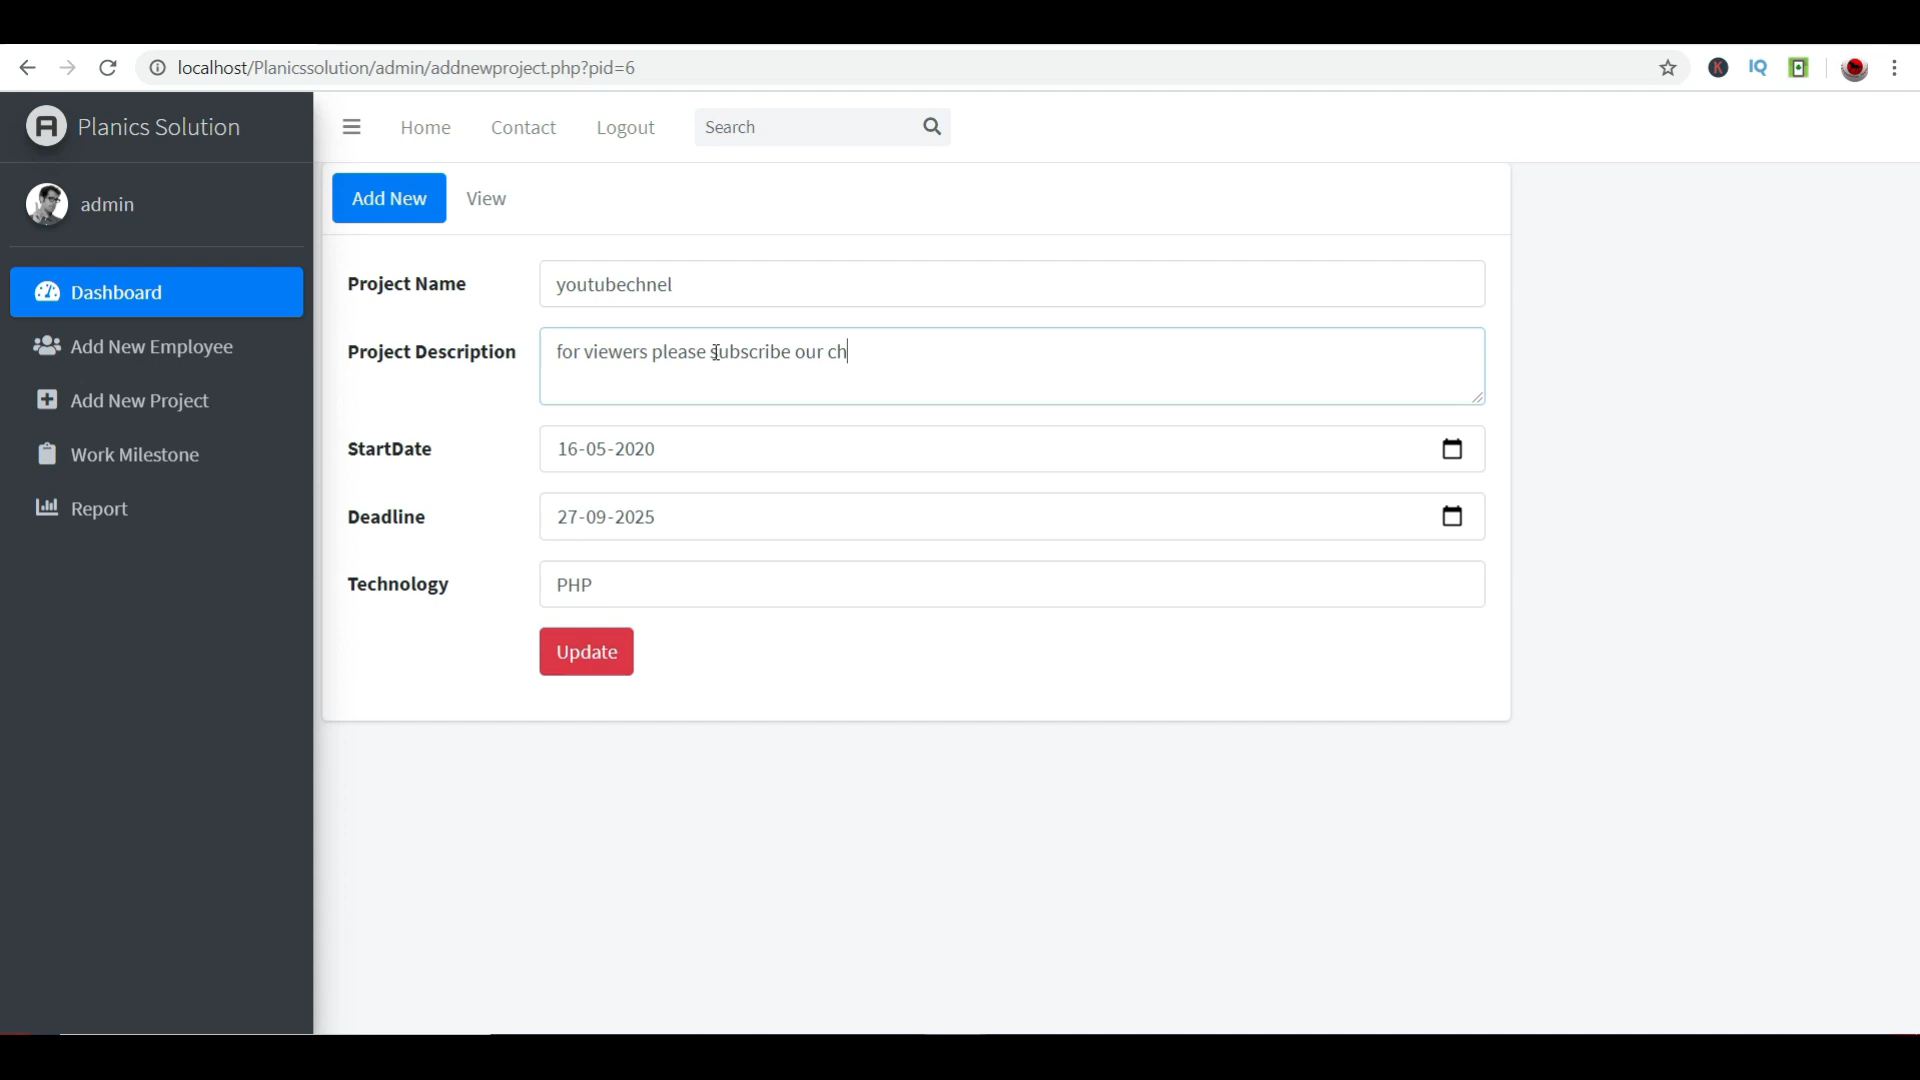 localhost/Planicssolution/admin/addnewproject.php?pid=6
K
IQ
A Planics Solution
Home Contact Logout Search
admin
Add New View
Dashboard
Add New Employee
Add New Project
Work Milestone
Report
Project Name youtubechnel
Project Description for viewers please subscribe our ch
StartDate 16-05-2020
Deadline 27-09-2025
Technology PHP
Update